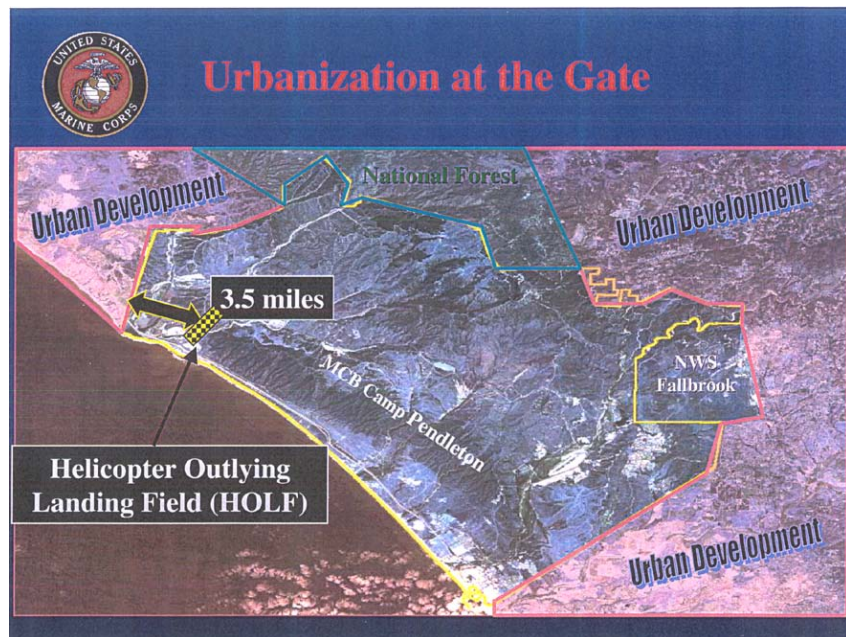 UNITED STATES
MARINE CORPS
Urbanization at the Gate
National Forest
Urban Development
Urban Development
3.5 miles
NWS
Fallbrook
MCB Camp Pendleton
Helicopter Outlying
Landing Field (HOLF)
Urban Development